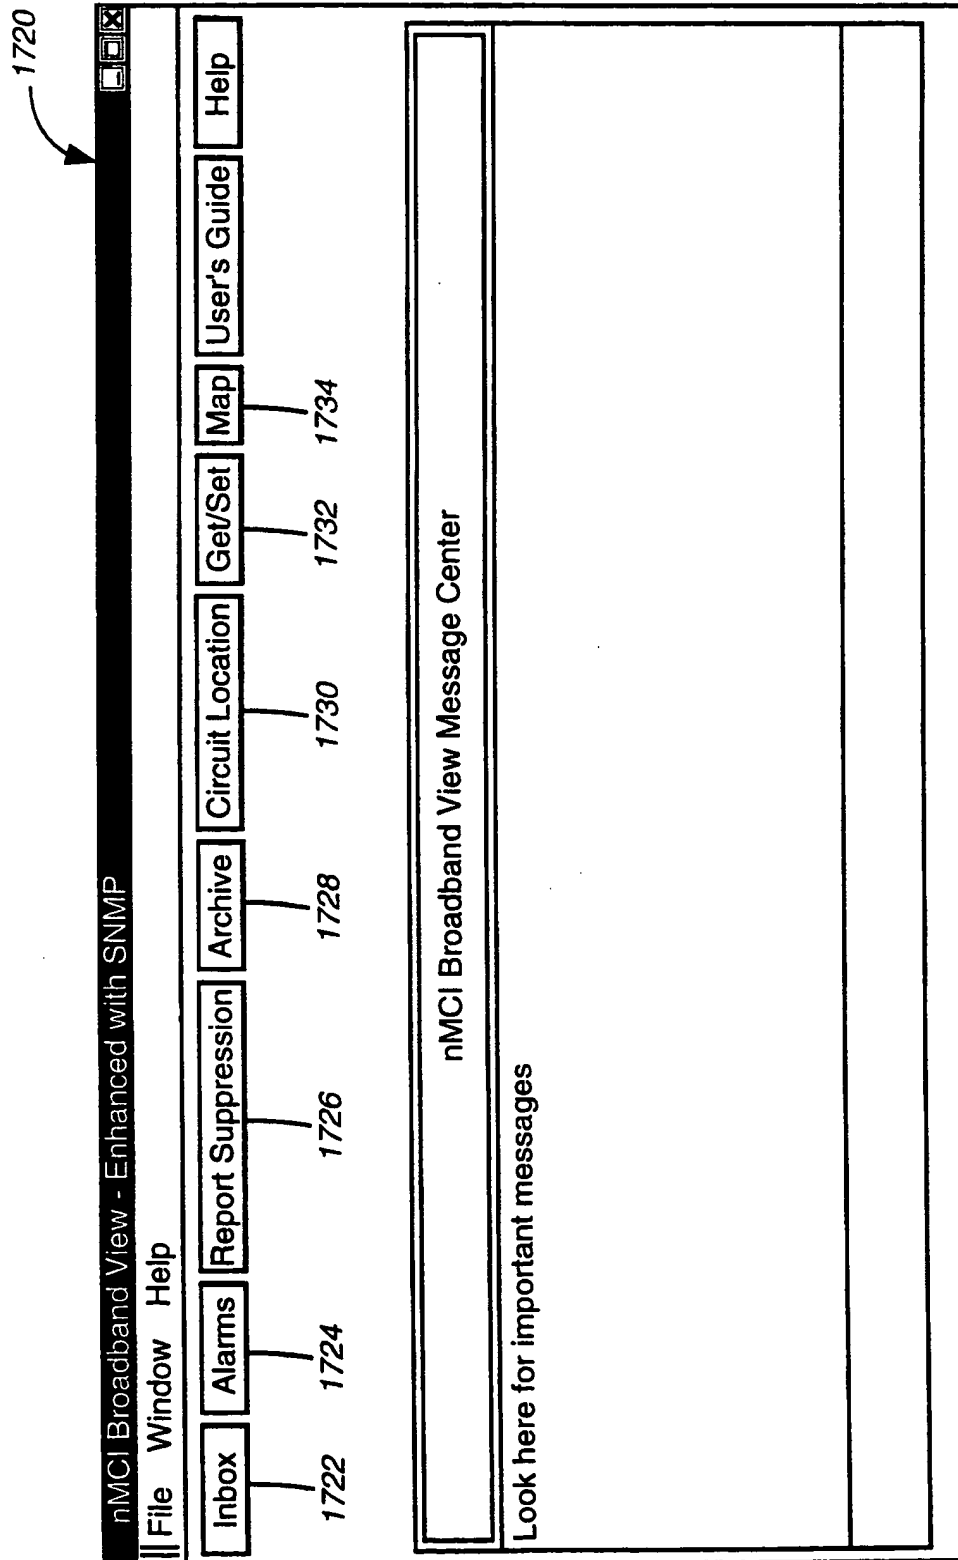 1720
nMCI Broadband View - Enhanced with SNMP
File Window Help
Inbox Alarms Report Suppression Archive Circuit Location Get/Set Map User's Guide Help
1722 1724 1726 1728 1730 1732 1734
nMCI Broadband View Message Center
Look here for important messages